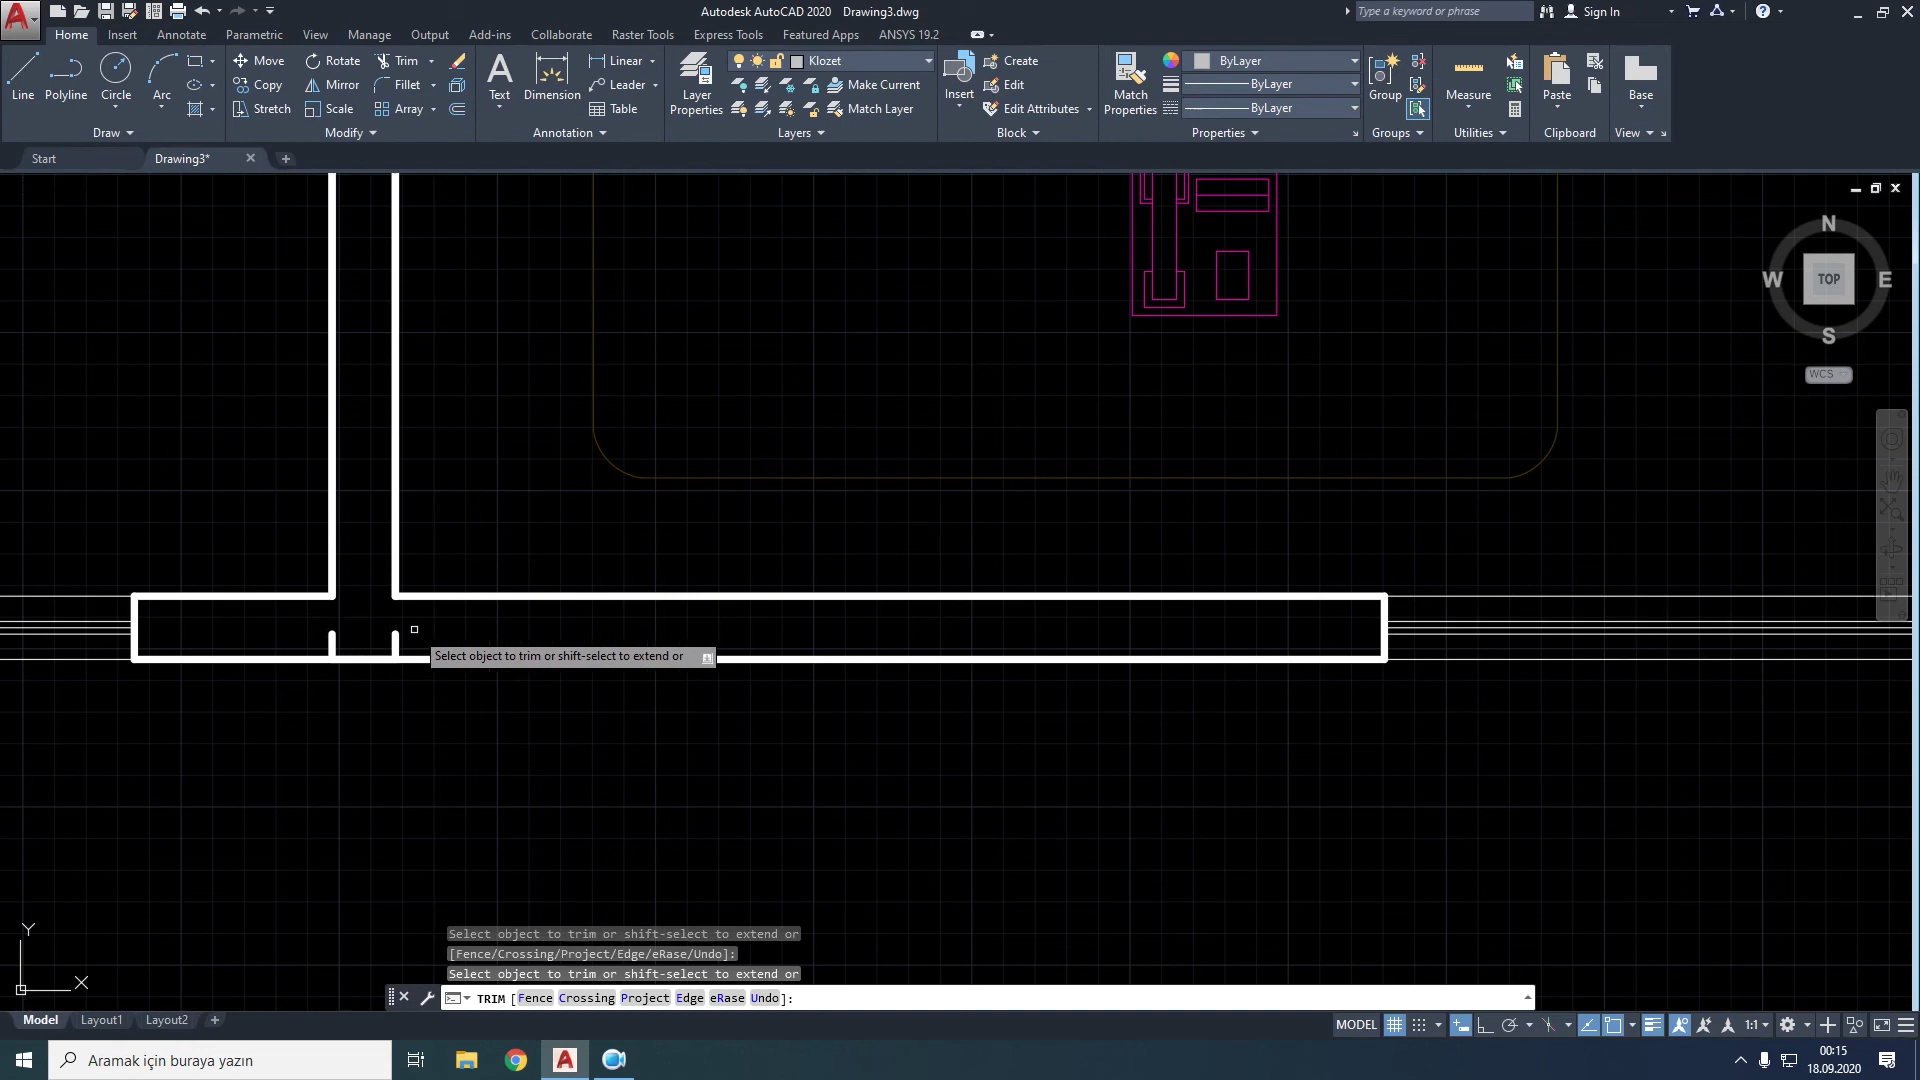 Autodesk AutoCAD 2020 Drawing3.dwg
Type a keyword or phrase
Sign In
Home Insert Annotate Parametric View Manage Output Add-ins Collaborate Raster Tools Express Tools Featured Apps ANSYS 19.2
Line Polyline Circle Arc
Draw
Move Rotate Trim
Copy Mirror Fillet
Stretch Scale Array
Modify
Text Dimension
Linear
Leader
Table
Annotation
Layer Properties
Klozet
Make Current
Match Layer
Layers
Insert
Create
Edit
Edit Attributes
Block
Match Properties
ByLayer
ByLayer
ByLayer
Properties
Group
Groups
Measure
Utilities
Paste
Clipboard
Base
View
Start Drawing3*
N
W TOP E
S
WCS
Select object to trim or shift-select to extend or
Y
X
Select object to trim or shift-select to extend or
[Fence/Crossing/Project/Edge/eRase/Undo]:
Select object to trim or shift-select to extend or
TRIM [Fence Crossing Project Edge eRase Undo]:
Model Layout1 Layout2
MODEL 1:1
Aramak için buraya yazın
00:15
18.09.2020